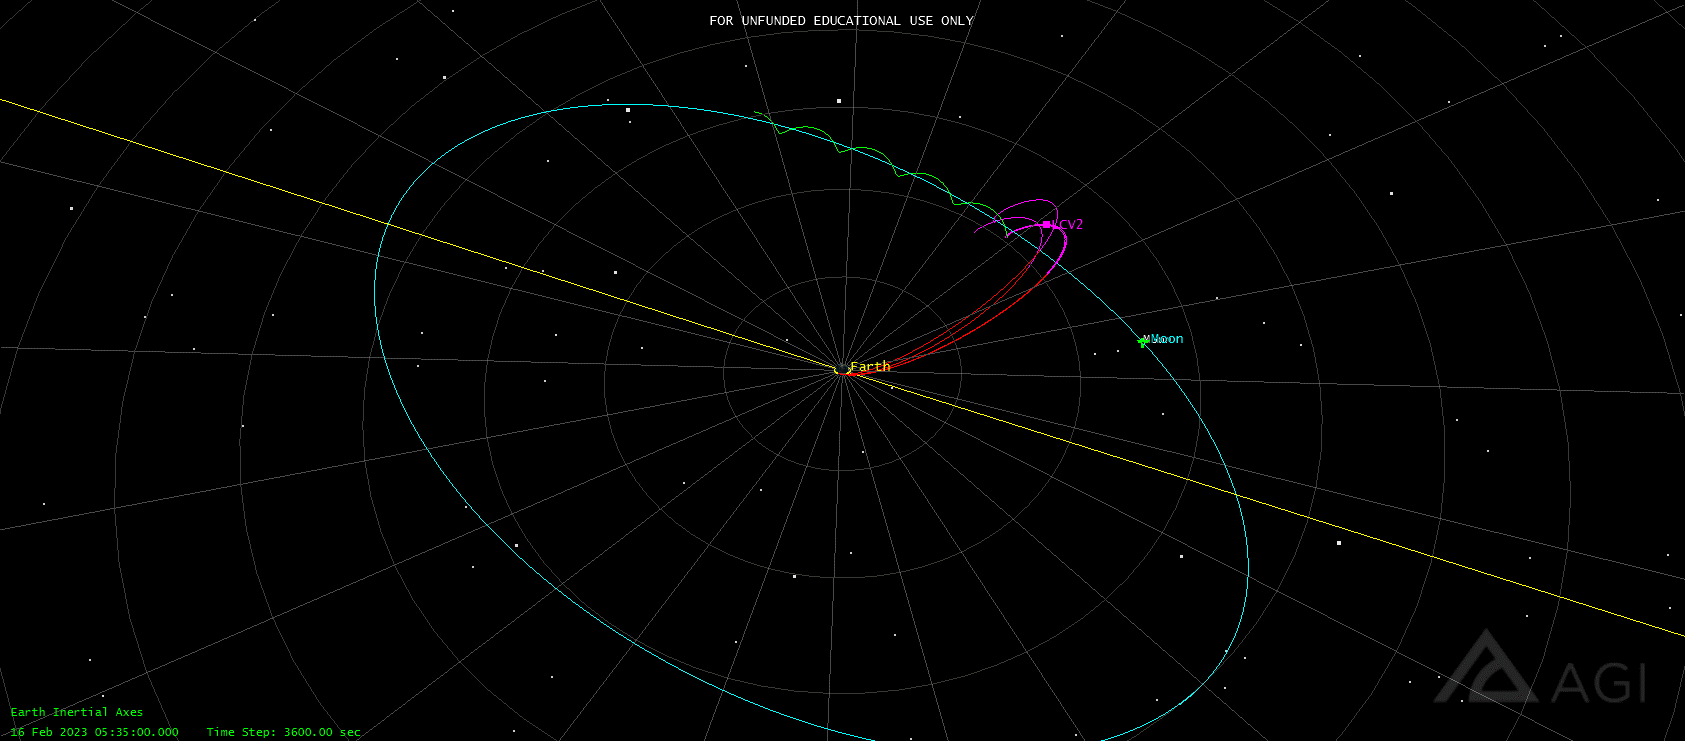 FOR UNFUNDED EDUCATIONAL USE ONLY
LCV2
Moon
Earth
AGI
Earth Inertial Axes
16 Feb 2023 05:35:00.000 Time Step: 3600.00 sec